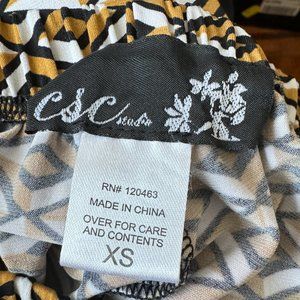 CSC studio
RN# 120463
MADE IN CHINA
OVER FOR CARE
AND CONTENTS
XS